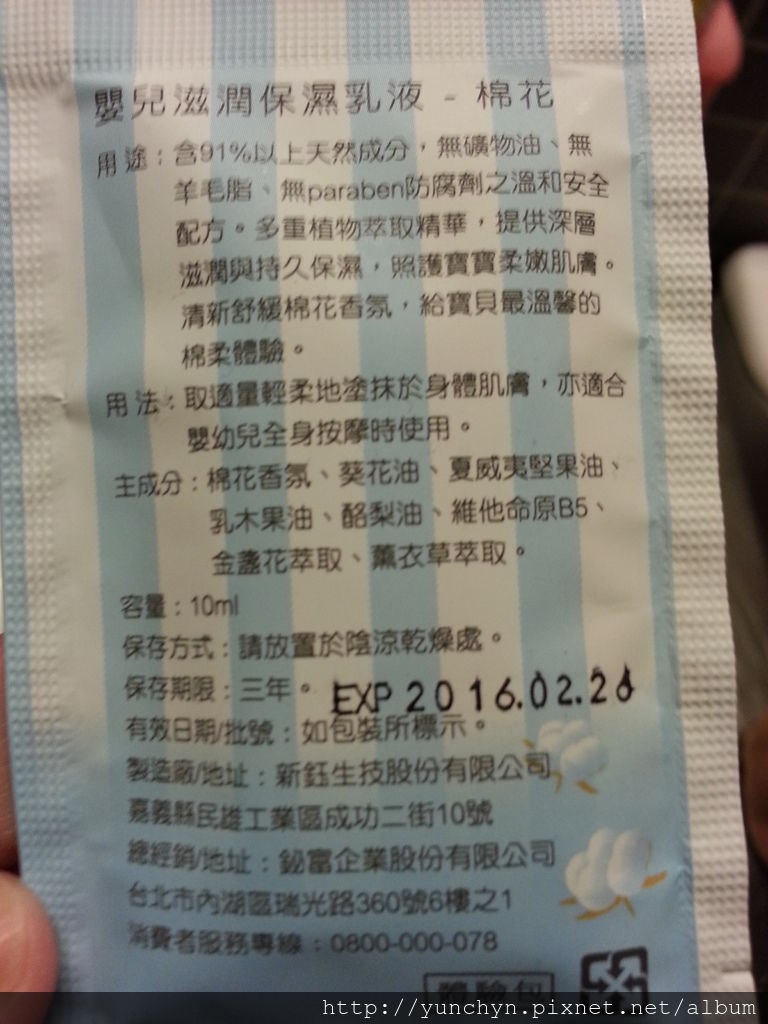 嬰兒滋潤保濕乳液 - 棉花
用途：含91%以上天然成分，無礦物油、無
羊毛脂、無paraben防腐劑之溫和安全
配方。多重植物萃取精華，提供深層
滋潤與持久保濕，照護寶寶柔嫩肌膚。
清新舒緩棉花香氛，給寶貝最溫馨的
棉柔體驗。
用法：取適量輕柔地塗抹於身體肌膚，亦適合
嬰幼兒全身按摩時使用。
主成分：棉花香氛、葵花油、夏威夷堅果油、
乳木果油、酪梨油、維他命原B5、
金盞花萃取、薰衣草萃取。
容量：10ml
保存方式：請放置於陰涼乾燥處。
保存期限：三年。 EXP 2016.02.26
有效日期/批號：如包裝所標示。
製造廠/地址：新鈺生技股份有限公司
嘉義縣民雄工業區成功二街10號
總經銷/地址：鉍富企業股份有限公司
台北市內湖區瑞光路360號6樓之1
消費者服務專線：0800-000-078
體驗包
http://yunchyn.pixnet.net/album